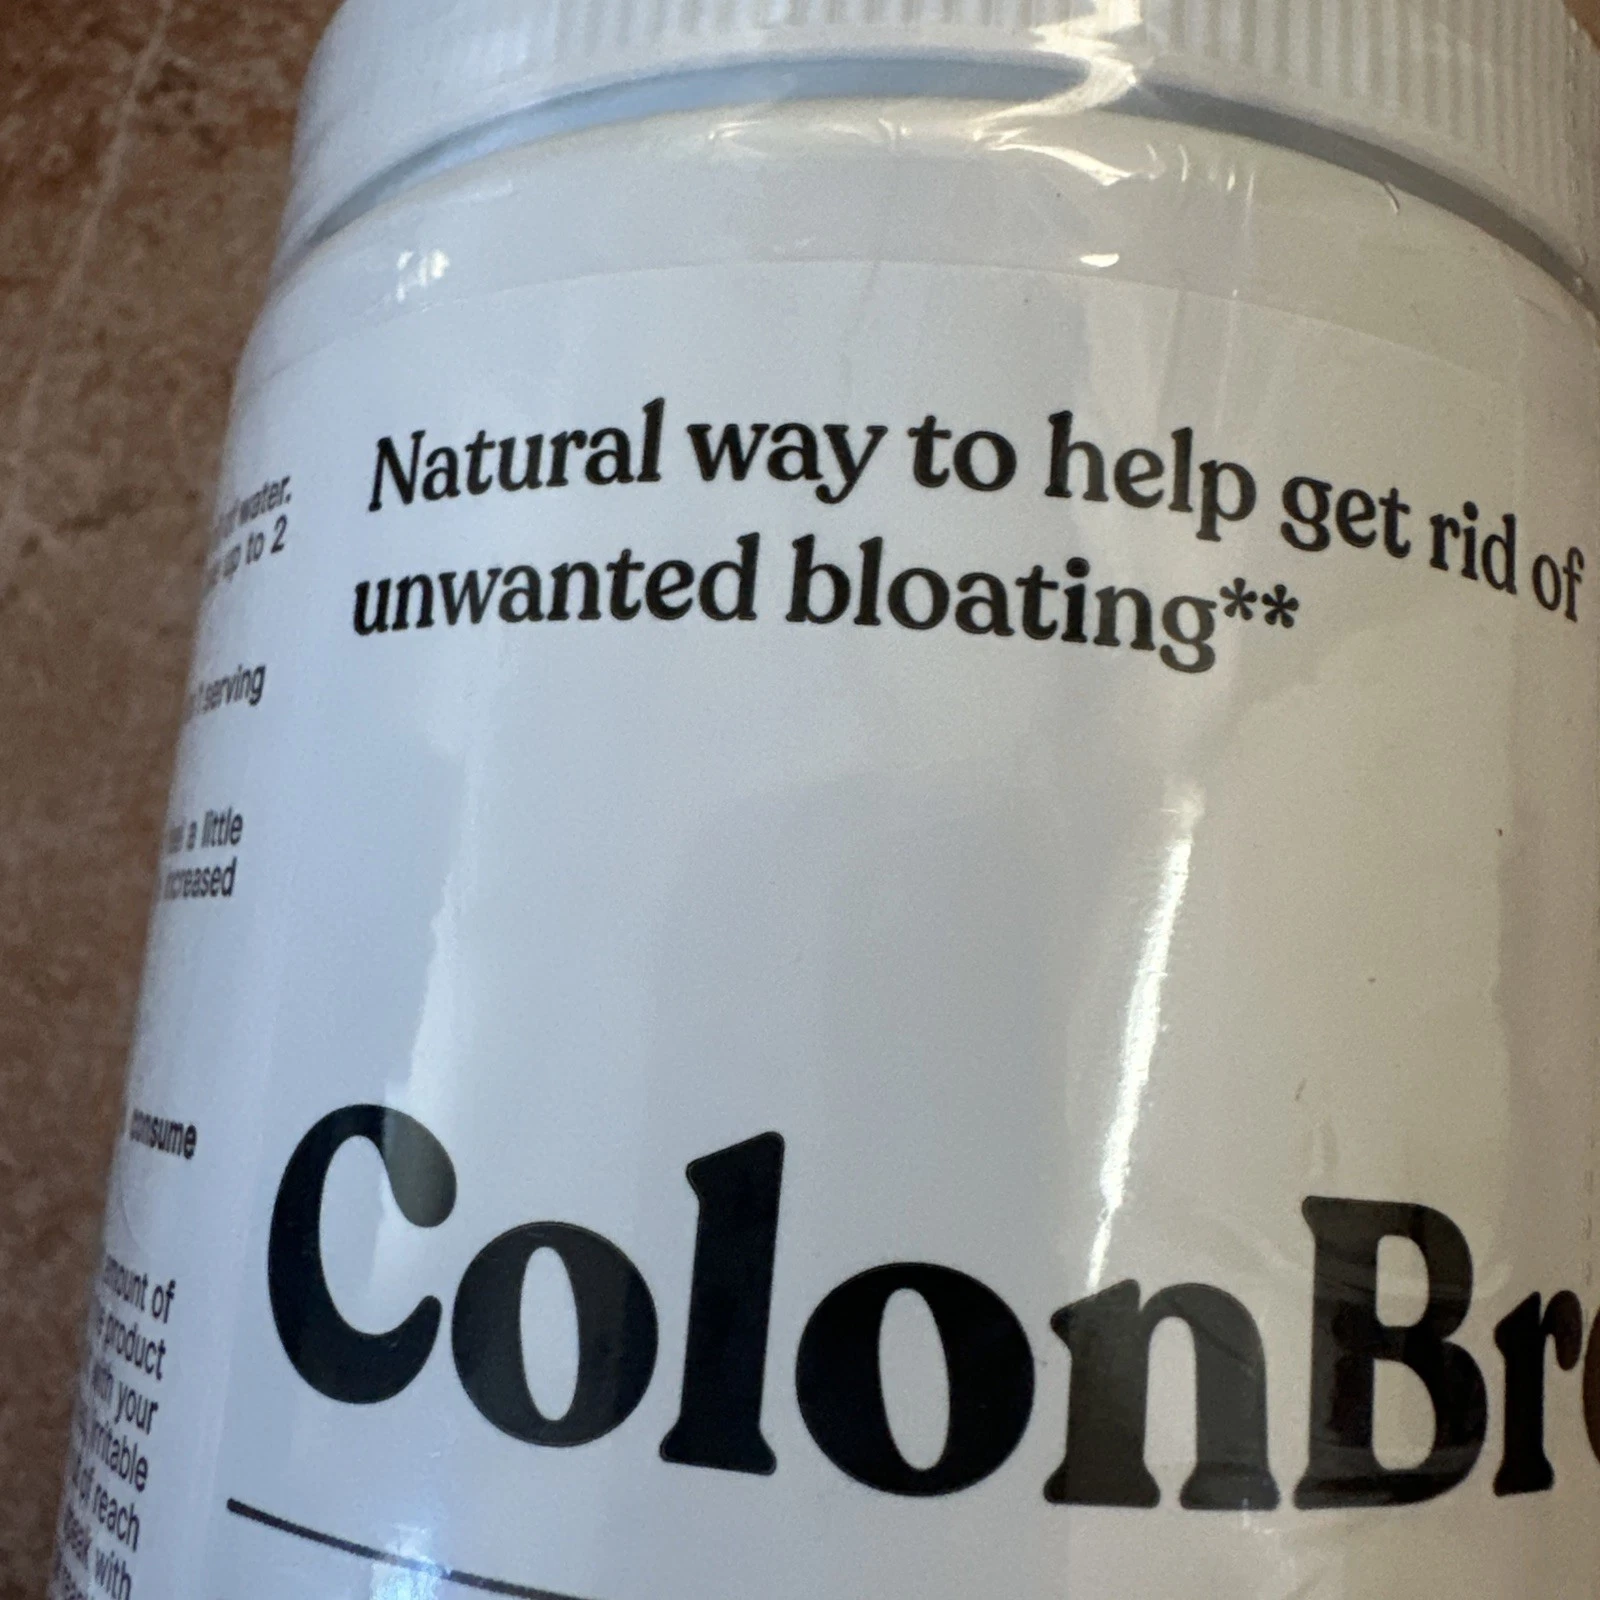 water.
up to 2
serving
a little
increased
consume
amount of
product
with your
irritable
of reach
with
Natural way to help get rid of
unwanted bloating**
ColonBr